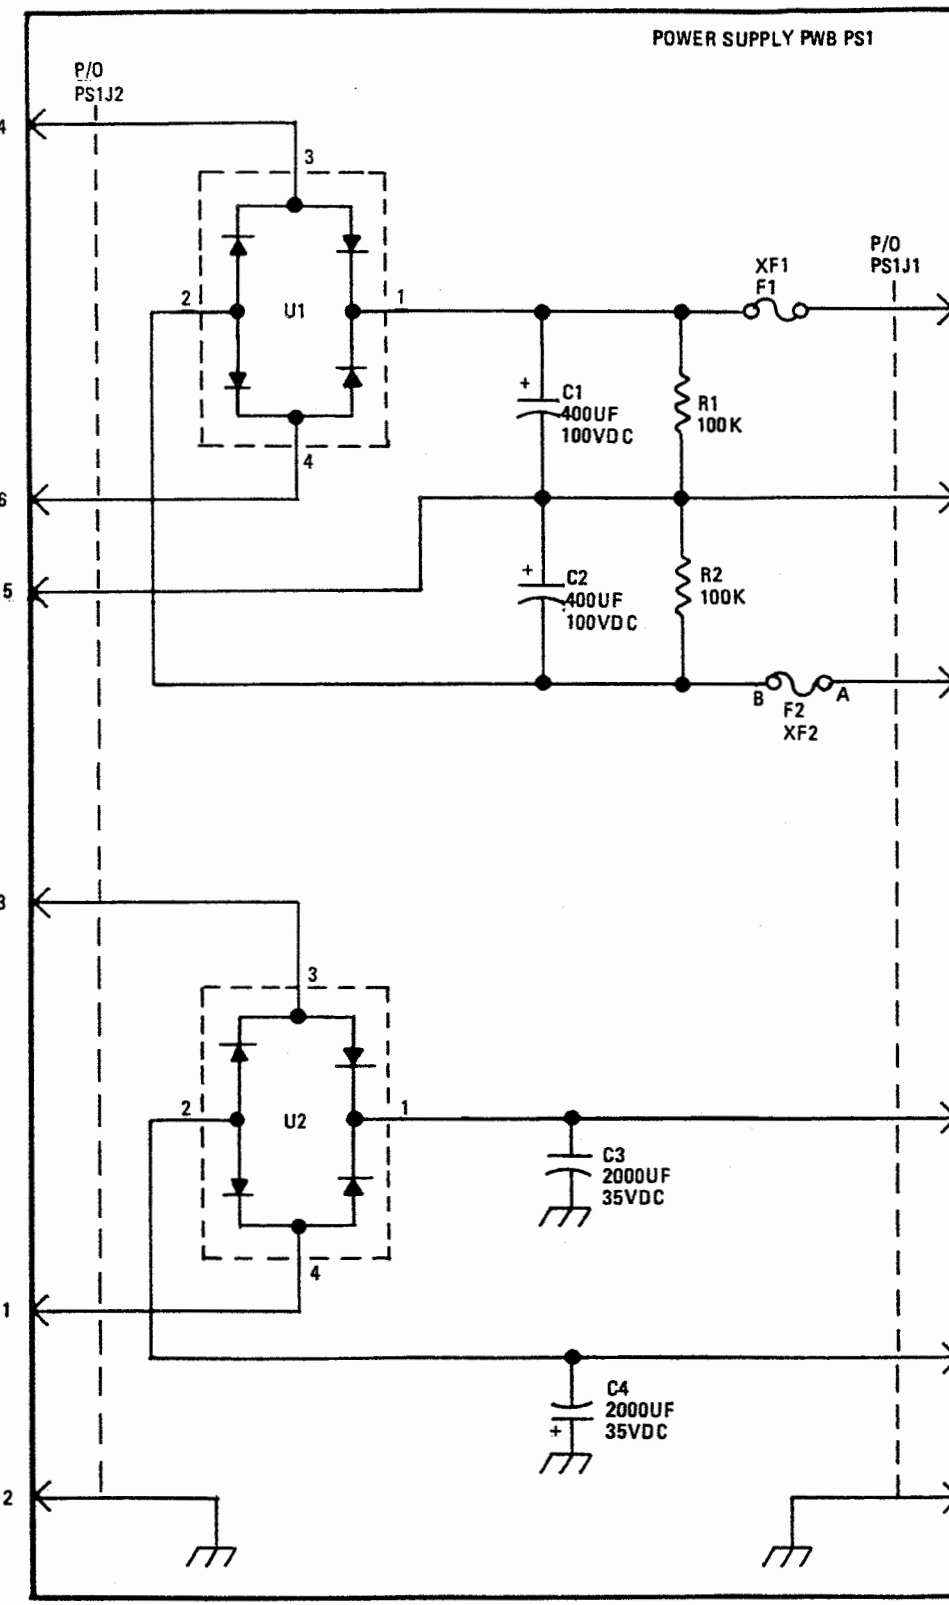 POWER SUPPLY PWB PS1
P/O
PS1J2
4
3
U1
2
1
4
XF1
F1
P/O
PS1J1
+
C1
400UF
100VDC
R1
100K
6
5
+
C2
400UF
100VDC
R2
100K
B
A
F2
XF2
3
3
U2
2
1
4
C3
2000UF
35VDC
1
C4
2000UF
35VDC
+
2